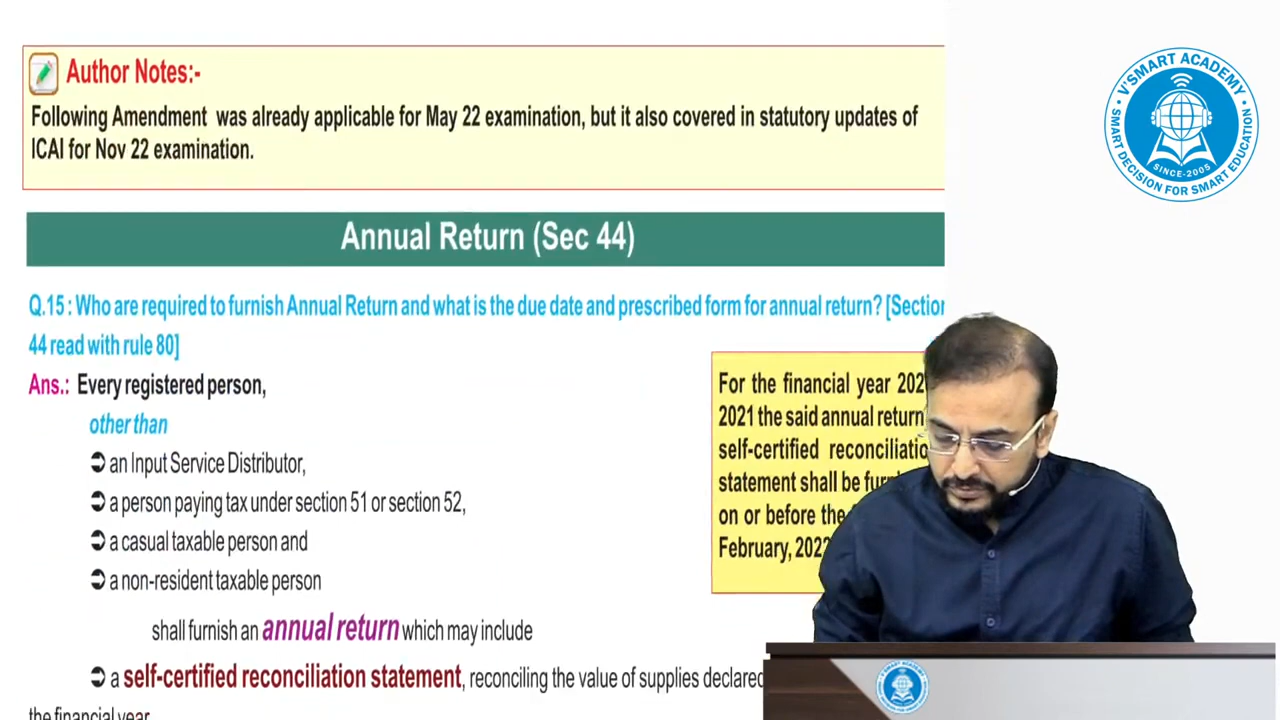 Author Notes:-
Following Amendment was already applicable for May 22 examination, but it also covered in statutory updates of
ICAI for Nov 22 examination.
Annual Return (Sec 44)
Q.15 : Who are required to furnish Annual Return and what is the due date and prescribed form for annual return? [Section
44 read with rule 80]
Ans.: Every registered person,
other than
➲ an Input Service Distributor,
➲ a person paying tax under section 51 or section 52,
➲ a casual taxable person and
➲ a non-resident taxable person
shall furnish an annual return which may include
➲ a self-certified reconciliation statement, reconciling the value of supplies declared
the financial year
For the financial year
2021 the said annual return
self-certified
statement shall be
on or before the
February,
V'SMART ACADEMY
SINCE-2005
SMART DECISION FOR SMART EDUCATION
V'SMART ACADEMY